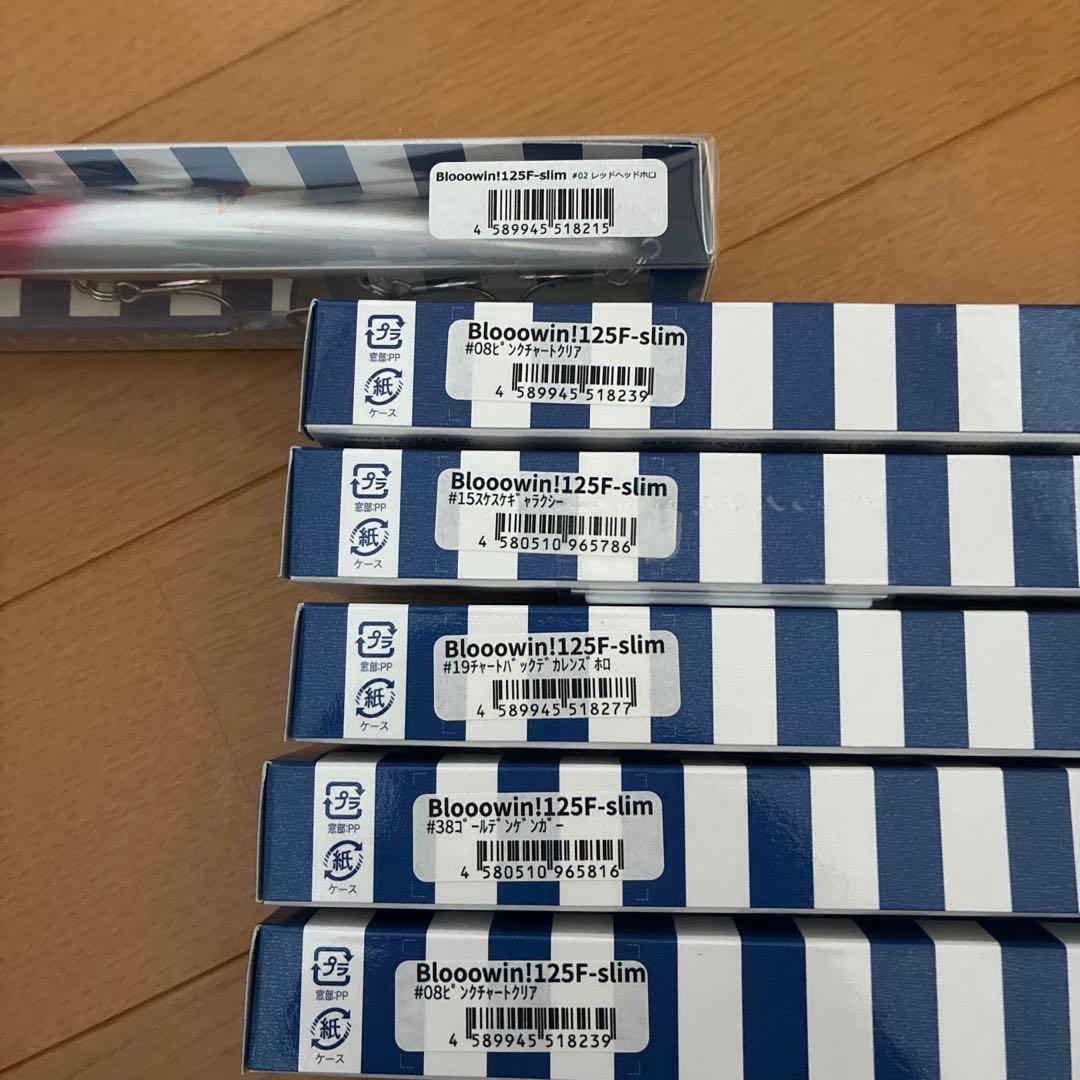 Blooowin!125F-slim #02 レッドヘッドホロ
4 589945 518215
プラ
窓部:PP
紙
ケース
Blooowin!125F-slim
#08ﾋﾟﾝｸﾁｬｰﾄｸﾘｱ
4 589945 518239
プラ
窓部:PP
紙
ケース
Blooowin!125F-slim
#15ｽｹｽｹｷﾞｬﾗｸｼｰ
4 580510 965786
プラ
窓部:PP
紙
ケース
Blooowin!125F-slim
#19ﾁｬｰﾄﾊﾞｯｸﾃﾞｶﾚﾝｽﾞﾎﾛ
4 589945 518277
プラ
窓部:PP
紙
ケース
Blooowin!125F-slim
#38ｺﾞｰﾙﾃﾞﾝｹﾞﾝｶﾞｰ
4 580510 965816
プラ
窓部:PP
紙
ケース
Blooowin!125F-slim
#08ﾋﾟﾝｸﾁｬｰﾄｸﾘｱ
4 589945 518239